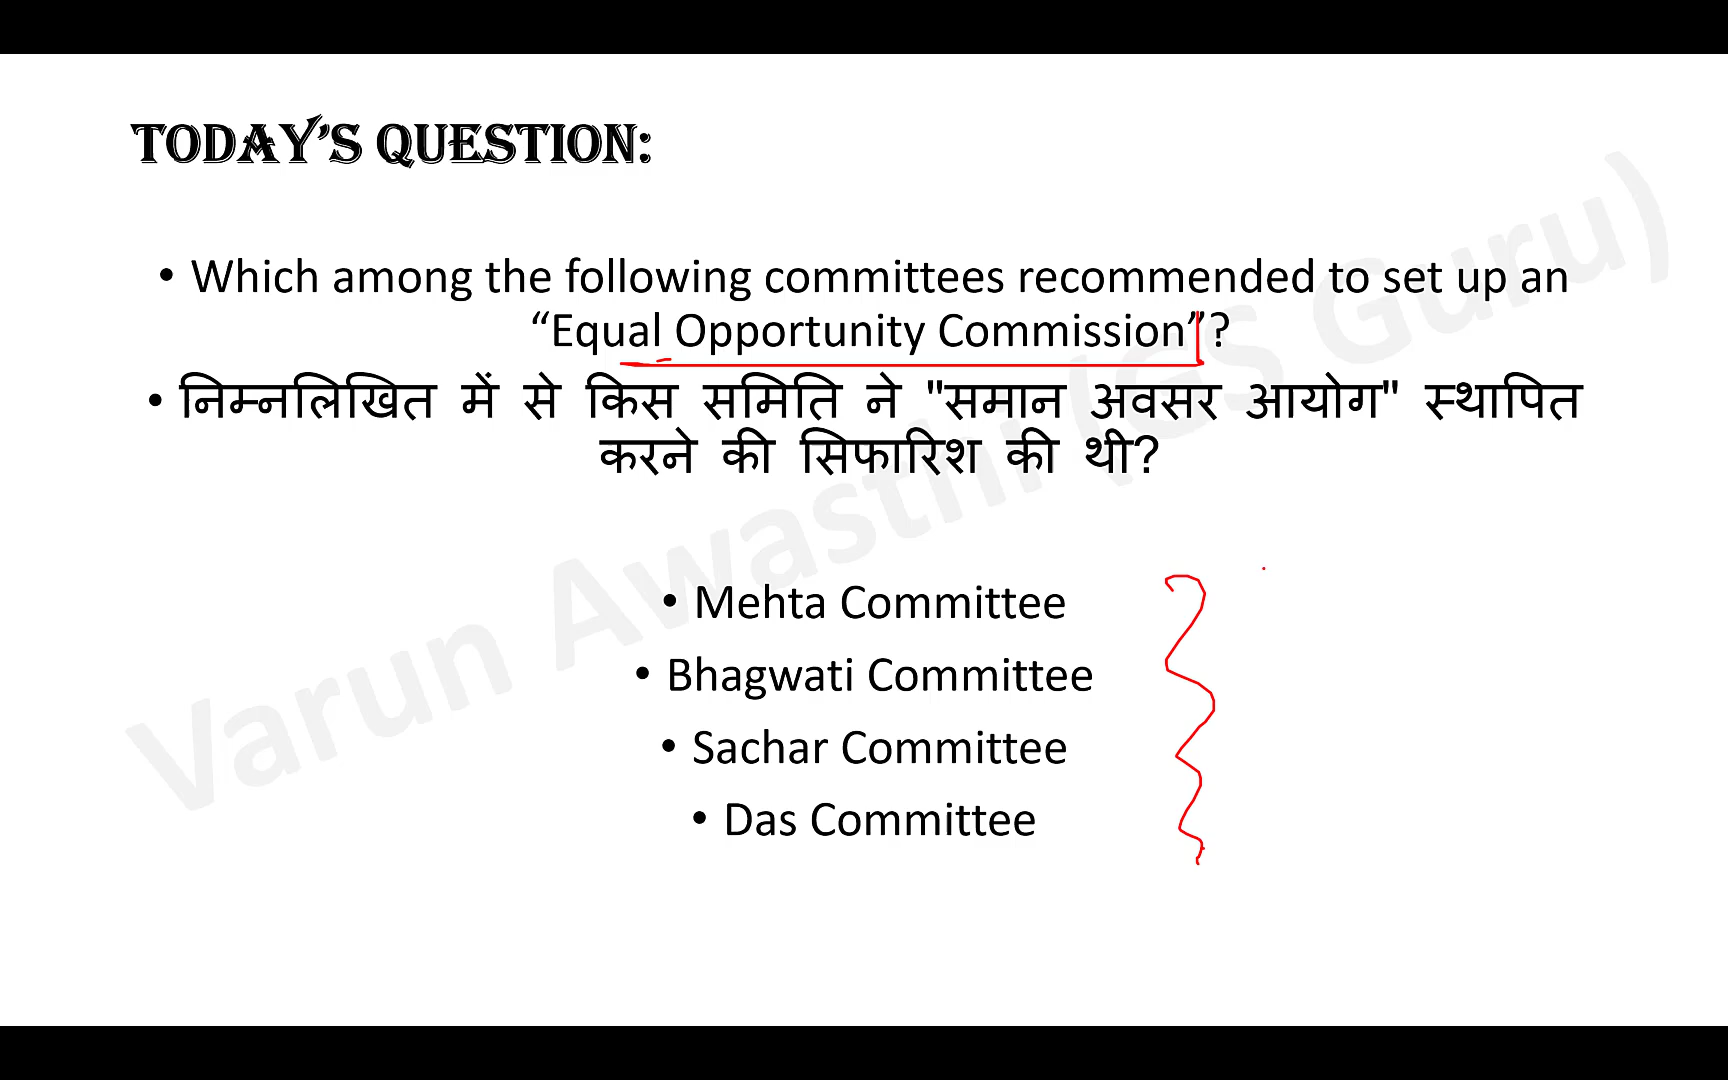 TODAY'S QUESTION:
• Which among the following committees recommended to set up an
“Equal Opportunity Commission”?
• निम्नलिखित में से किस समिति ने "समान अवसर आयोग" स्थापित
करने की सिफारिश की थी?
• Mehta Committee
• Bhagwati Committee
• Sachar Committee
• Das Committee
Varun Awasthi (GS Guru)